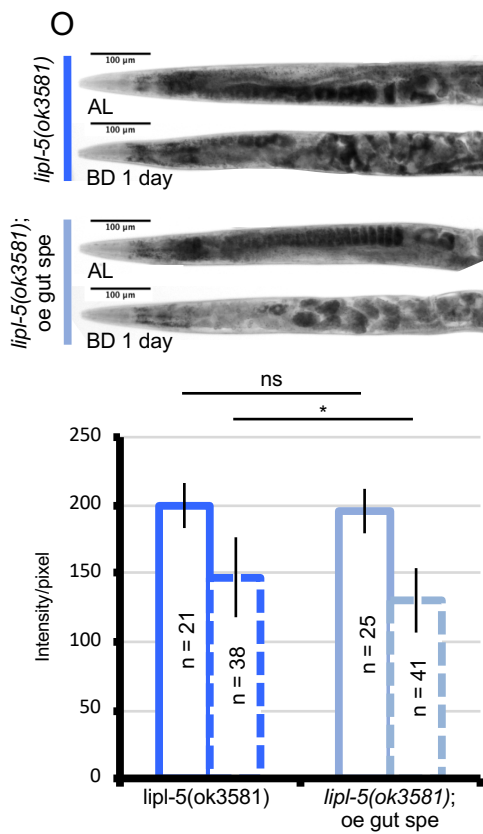 O
lipl-5(ok3581)
100 µm
AL
100 µm
BD 1 day
lipl-5(ok3581);
oe gut spe
100 µm
AL
100 µm
BD 1 day
ns
*
Intensity/pixel
250
200
150
100
50
0
n = 21
n = 38
n = 25
n = 41
lipl-5(ok3581)
lipl-5(ok3581);
oe gut spe